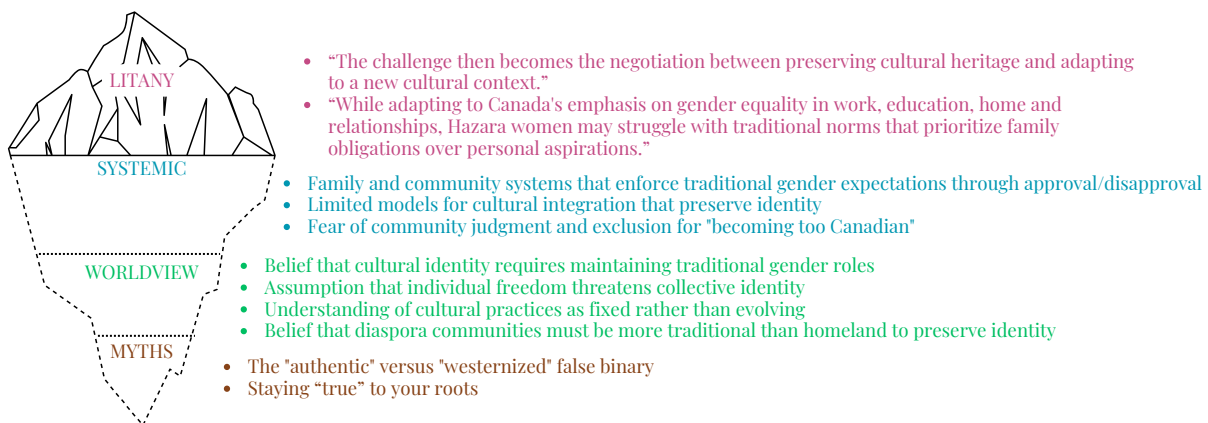 LITANY
• “The challenge then becomes the negotiation between preserving cultural heritage and adapting
to a new cultural context.”
• “While adapting to Canada's emphasis on gender equality in work, education, home and
relationships, Hazara women may struggle with traditional norms that prioritize family
obligations over personal aspirations.”
SYSTEMIC
• Family and community systems that enforce traditional gender expectations through approval/disapproval
• Limited models for cultural integration that preserve identity
• Fear of community judgment and exclusion for "becoming too Canadian"
WORLDVIEW
• Belief that cultural identity requires maintaining traditional gender roles
• Assumption that individual freedom threatens collective identity
• Understanding of cultural practices as fixed rather than evolving
• Belief that diaspora communities must be more traditional than homeland to preserve identity
MYTHS
• The "authentic" versus "westernized" false binary
• Staying “true” to your roots